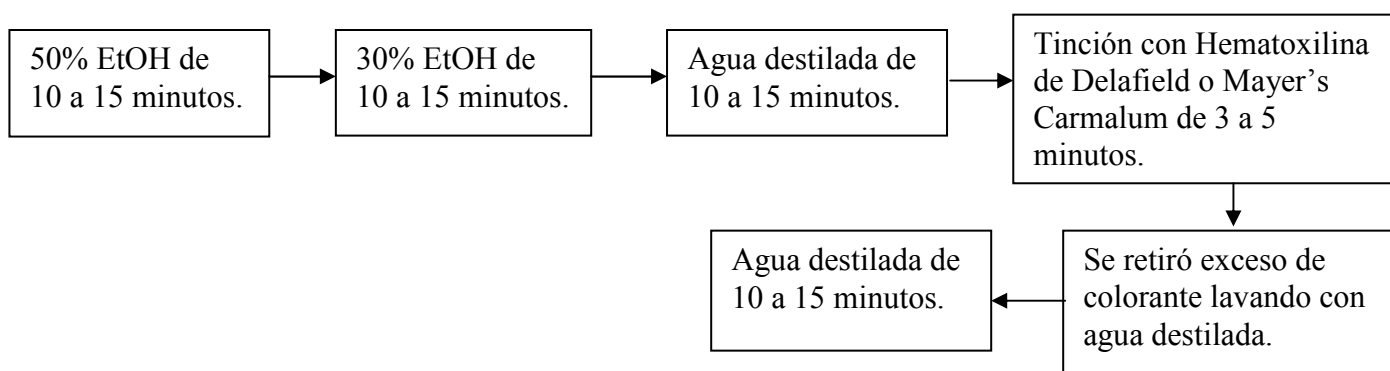 50% EtOH de
10 a 15 minutos.
30% EtOH de
10 a 15 minutos.
Agua destilada de
10 a 15 minutos.
Tinción con Hematoxilina
de Delafield o Mayer’s
Carmalum de 3 a 5
minutos.
Se retiró exceso de
colorante lavando con
agua destilada.
Agua destilada de
10 a 15 minutos.